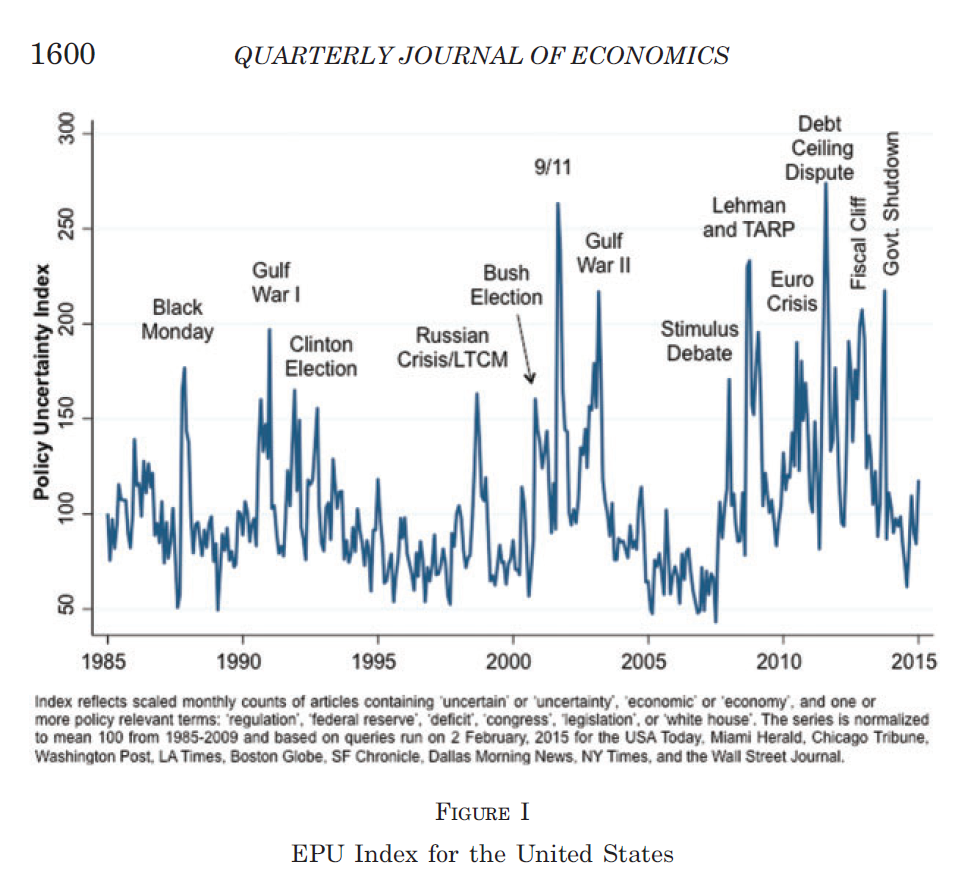 1600
QUARTERLY JOURNAL OF ECONOMICS
Policy Uncertainty Index
300
250
200
150
100
50
Black
Monday
Gulf
War I
Clinton
Election
Russian
Crisis/LTCM
Bush
Election
9/11
Gulf
War II
Stimulus
Debate
Lehman
and TARP
Euro
Crisis
Debt
Ceiling
Dispute
Fiscal Cliff
Govt. Shutdown
1985
1990
1995
2000
2005
2010
2015
Index reflects scaled monthly counts of articles containing 'uncertain' or 'uncertainty', 'economic' or 'economy', and one or
more policy relevant terms: 'regulation', 'federal reserve', 'deficit', 'congress', 'legislation', or 'white house'. The series is normalized
to mean 100 from 1985-2009 and based on queries run on 2 February, 2015 for the USA Today, Miami Herald, Chicago Tribune,
Washington Post, LA Times, Boston Globe, SF Chronicle, Dallas Morning News, NY Times, and the Wall Street Journal.
FIGURE I
EPU Index for the United States